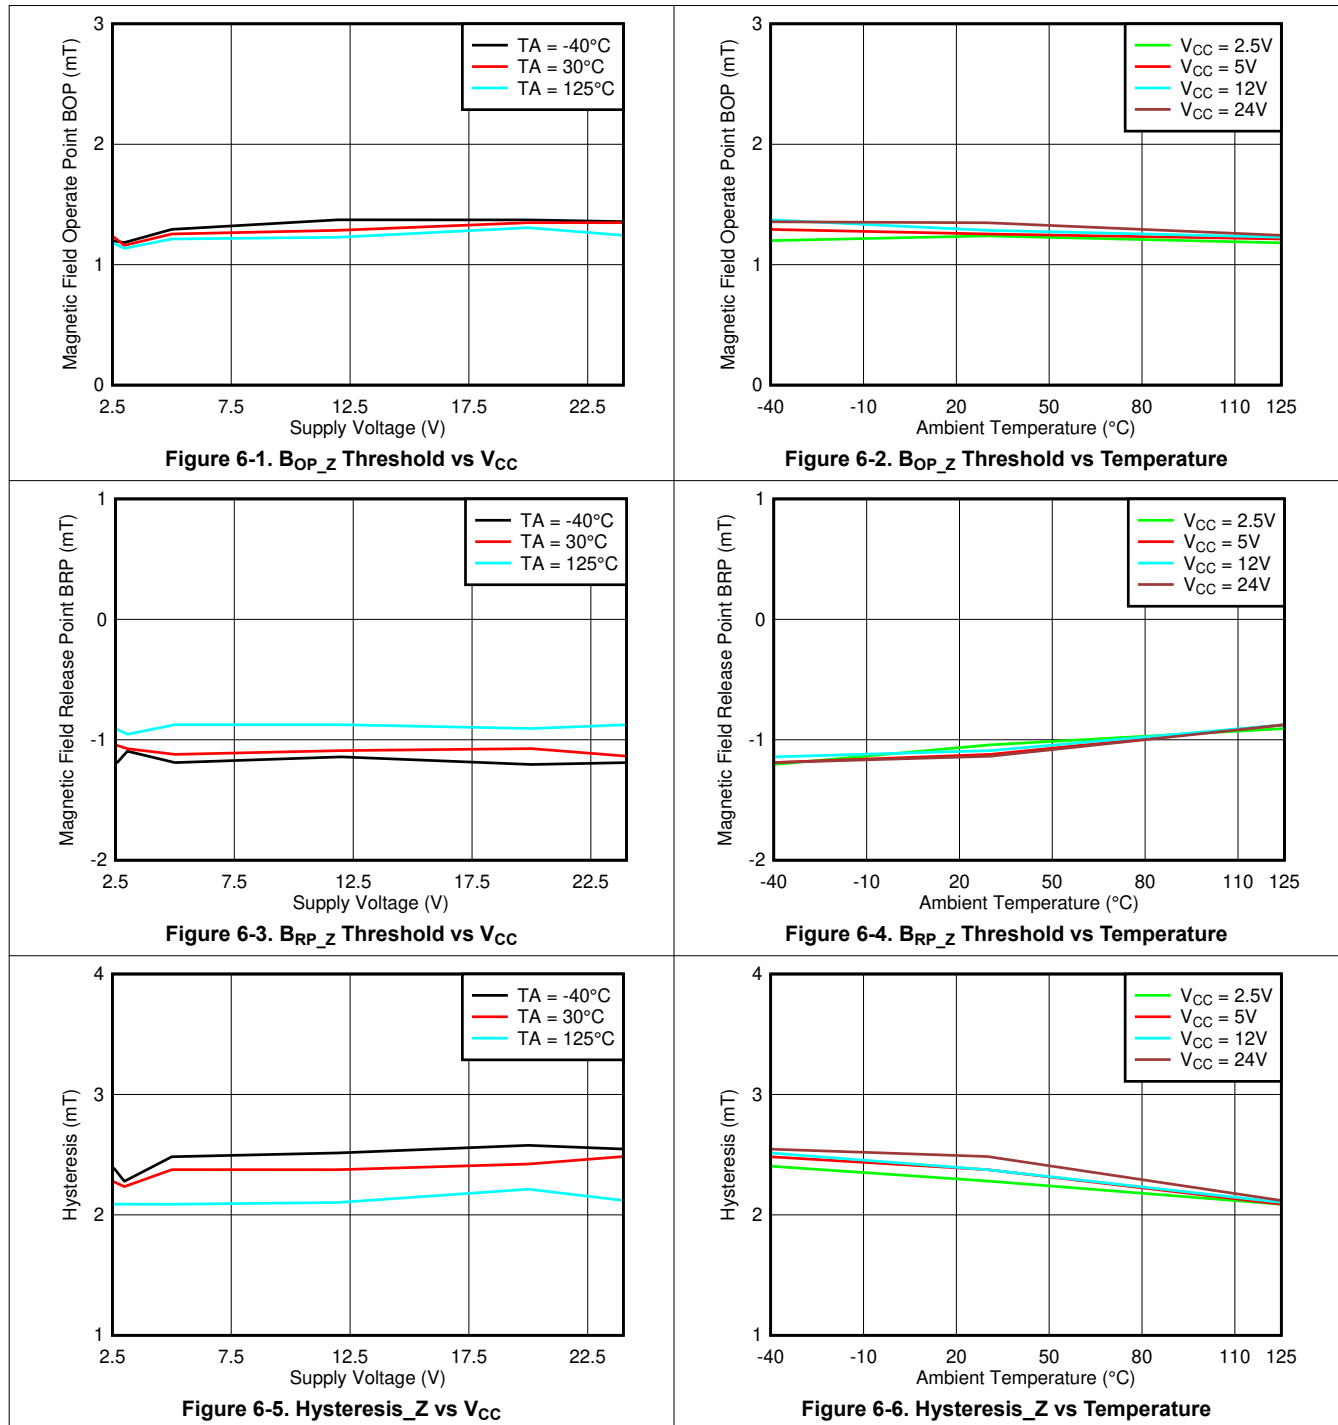 Magnetic Field Operate Point BOP (mT)
3
2
1
0
TA = -40°C
TA = 30°C
TA = 125°C
2.5 7.5 12.5 17.5 22.5
Supply Voltage (V)
Figure 6-1. BOP_Z Threshold vs VCC
Magnetic Field Operate Point BOP (mT)
3
2
1
0
VCC = 2.5V
VCC = 5V
VCC = 12V
VCC = 24V
-40 -10 20 50 80 110 125
Ambient Temperature (°C)
Figure 6-2. BOP_Z Threshold vs Temperature
Magnetic Field Release Point BRP (mT)
1
0
-1
-2
TA = -40°C
TA = 30°C
TA = 125°C
2.5 7.5 12.5 17.5 22.5
Supply Voltage (V)
Figure 6-3. BRP_Z Threshold vs VCC
Magnetic Field Release Point BRP (mT)
1
0
-1
-2
VCC = 2.5V
VCC = 5V
VCC = 12V
VCC = 24V
-40 -10 20 50 80 110 125
Ambient Temperature (°C)
Figure 6-4. BRP_Z Threshold vs Temperature
Hysteresis (mT)
4
3
2
1
TA = -40°C
TA = 30°C
TA = 125°C
2.5 7.5 12.5 17.5 22.5
Supply Voltage (V)
Figure 6-5. Hysteresis_Z vs VCC
Hysteresis (mT)
4
3
2
1
VCC = 2.5V
VCC = 5V
VCC = 12V
VCC = 24V
-40 -10 20 50 80 110 125
Ambient Temperature (°C)
Figure 6-6. Hysteresis_Z vs Temperature